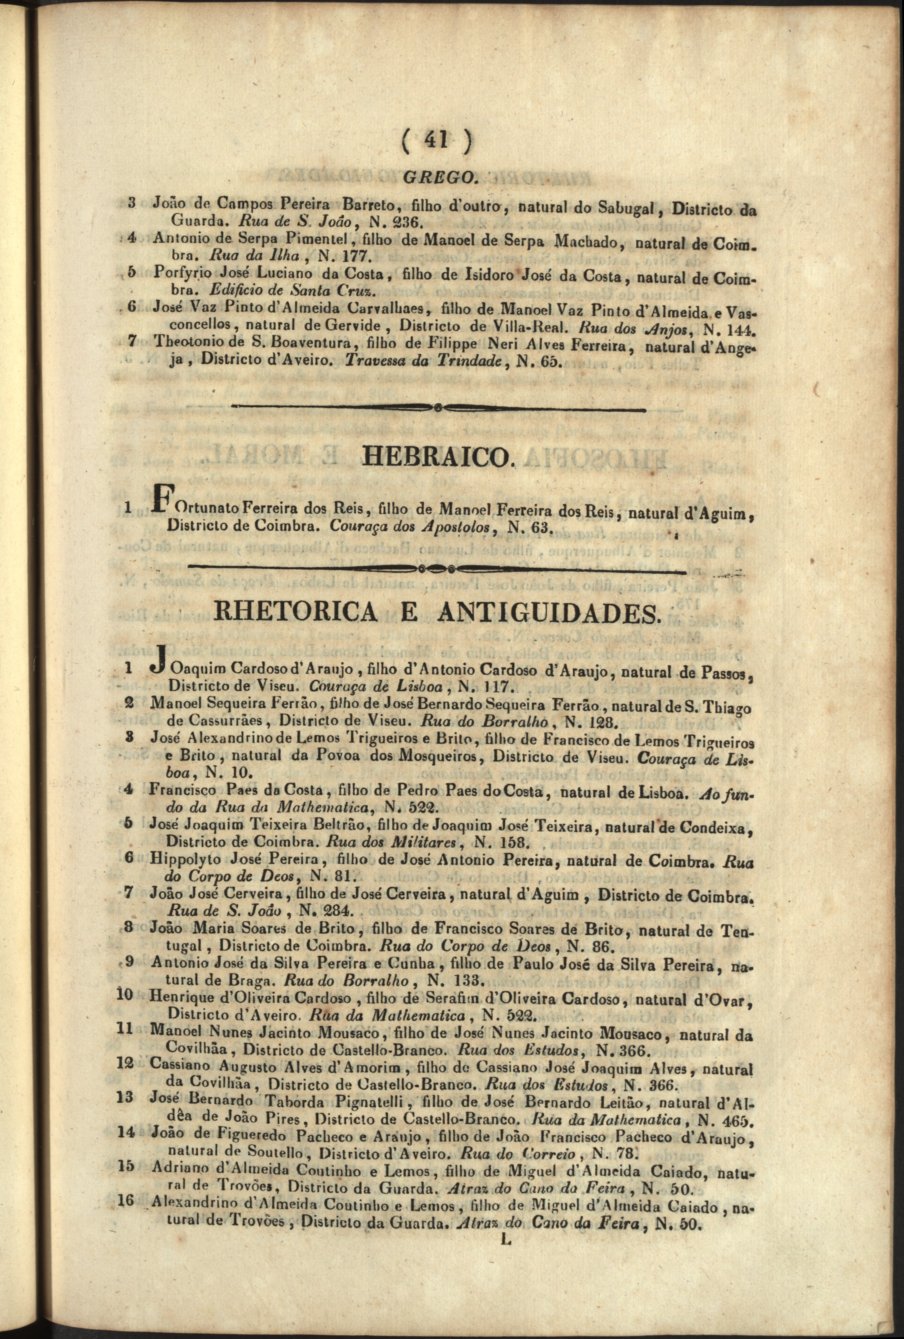 ( 41 )
GREGO.
3 João de Campos Pereira Barreto, filho d'outro, natural do Sabugal, Districto da
Guarda. Rua de S. João, N. 236.
4 Antonio de Serpa Pimentel, filho de Manoel de Serpa Machado, natural de Coim-
bra. Rua da Ilha, N. 177.
5 Porfyrio José Luciano da Costa, filho de Isidoro José da Costa, natural de Coim-
bra. Edificio de Santa Cruz.
6 José Vaz Pinto d'Almeida Carvalhaes, filho de Manoel Vaz Pinto d'Almeida e Vas-
concellos, natural de Gervide, Districto de Villa-Real. Rua dos Anjos, N. 144.
7 Theotonio de S. Boaventura, filho de Filippe Neri Alves Ferreira, natural d'Ange-
ja, Districto d'Aveiro. Travessa da Trindade, N. 65.
HEBRAICO.
1 FOrtunato Ferreira dos Reis, filho de Manoel Ferreira dos Reis, natural d'Aguim,
Districto de Coimbra. Couraça dos Apostolos, N. 63.
RHETORICA E ANTIGUIDADES.
1 JOaquim Cardoso d'Araujo, filho d'Antonio Cardoso d'Araujo, natural de Passos,
Districto de Viseu. Couraça de Lisboa, N. 117.
2 Manoel Sequeira Ferrão, filho de José Bernardo Sequeira Ferrão, natural de S. Thiago
de Cassurrães, Districto de Viseu. Rua do Borralho, N. 128.
3 José Alexandrino de Lemos Trigueiros e Brito, filho de Francisco de Lemos Trigueiros
e Brito, natural da Povoa dos Mosqueiros, Districto de Viseu. Couraça de Lis-
boa, N. 10.
4 Francisco Paes da Costa, filho de Pedro Paes do Costa, natural de Lisboa. Ao fun-
do da Rua da Mathematica, N. 522.
5 José Joaquim Teixeira Beltrão, filho de Joaquim José Teixeira, natural de Condeixa,
Districto de Coimbra. Rua dos Militares, N. 158.
6 Hippolyto José Pereira, filho de José Antonio Pereira, natural de Coimbra. Rua
do Corpo de Deos, N. 81.
7 João José Cerveira, filho de José Cerveira, natural d'Aguim, Districto de Coimbra.
Rua de S. João, N. 284.
8 João Maria Soares de Brito, filho de Francisco Soares de Brito, natural de Ten-
tugal, Districto de Coimbra. Rua do Corpo de Deos, N. 86.
9 Antonio José da Silva Pereira e Cunha, filho de Paulo José da Silva Pereira, na-
tural de Braga. Rua do Borralho, N. 133.
10 Henrique d'Oliveira Cardoso, filho de Serafim d'Oliveira Cardoso, natural d'Ovar,
Districto d'Aveiro. Rua da Mathematica, N. 522.
11 Manoel Nunes Jacinto Mousaco, filho de José Nunes Jacinto Mousaco, natural da
Covilhãa, Districto de Castello-Branco. Rua dos Estudos, N. 366.
12 Cassiano Augusto Alves d'Amorim, filho de Cassiano José Joaquim Alves, natural
da Covilhãa, Districto de Castello-Branco. Rua dos Estudos, N. 366.
13 José Bernardo Taborda Pignatelli, filho de José Bernardo Leitão, natural d'Al-
dêa de João Pires, Districto de Castello-Branco. Rua da Mathematica, N. 465.
14 João de Figueredo Pacheco e Araujo, filho de João Francisco Pacheco d'Araujo,
natural de Soutello, Districto d'Aveiro. Rua do Correio, N. 78.
15 Adriano d'Almeida Coutinho e Lemos, filho de Miguel d'Almeida Caiado, natu-
ral de Trovões, Districto da Guarda. Atraz do Cano da Feira, N. 50.
16 Alexandrino d'Almeida Coutinho e Lemos, filho de Miguel d'Almeida Caiado, na-
tural de Trovões, Districto da Guarda. Atraz do Cano da Feira, N. 50.
L